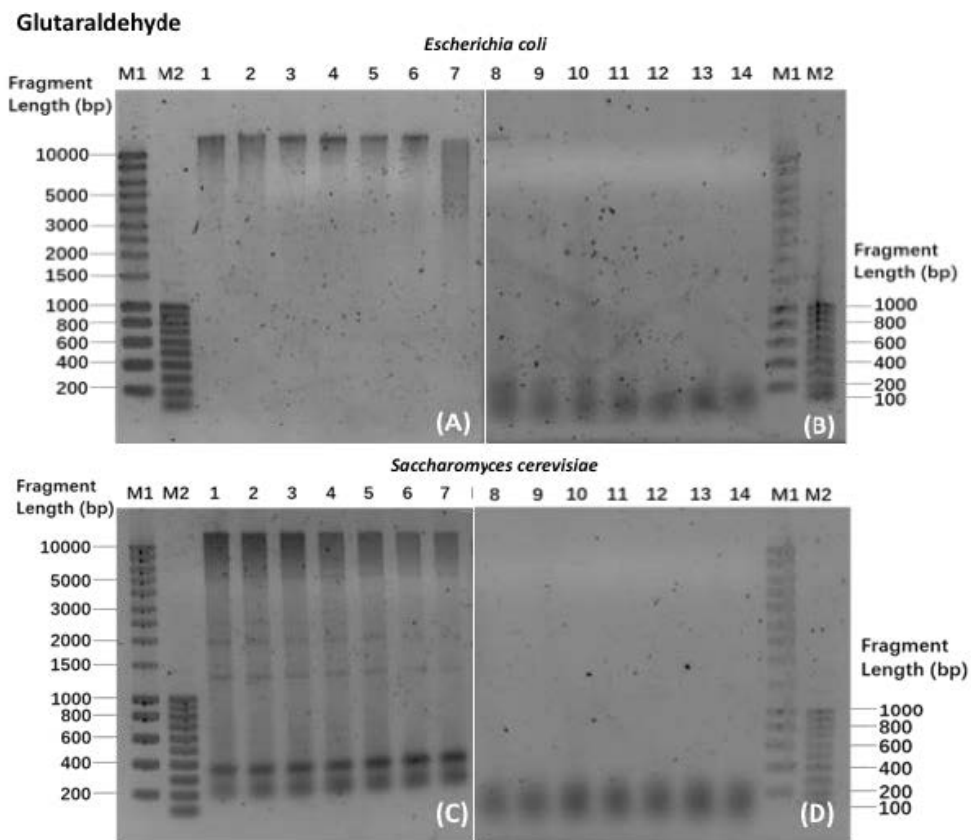 Glutaraldehyde
Escherichia coli
Fragment
Length (bp)
M1 M2 1 2 3 4 5 6 7 8 9 10 11 12 13 14 M1 M2
10000
5000
3000
2000
1500
1000
800
600
400
200
(A)
Fragment
Length (bp)
1000
800
600
400
200
100
(B)
Saccharomyces cerevisiae
Fragment
Length (bp)
M1 M2 1 2 3 4 5 6 7 8 9 10 11 12 13 14 M1 M2
10000
5000
3000
2000
1500
1000
800
600
400
200
(C)
Fragment
Length (bp)
1000
800
600
400
200
100
(D)